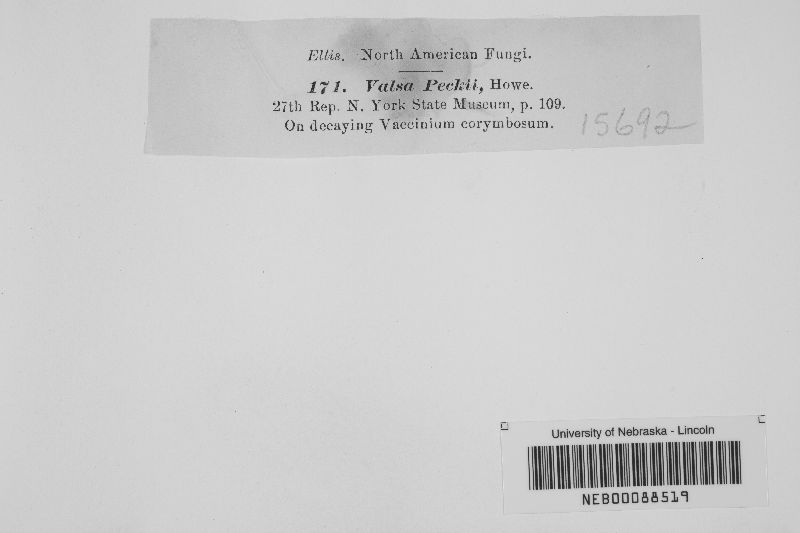 Ellis. North American Fungi.
171. Valsa Peckii, Howe.
27th Rep. N. York State Museum, p. 109.
On decaying Vaccinium corymbosum.
15692
University of Nebraska - Lincoln
NEB00088519